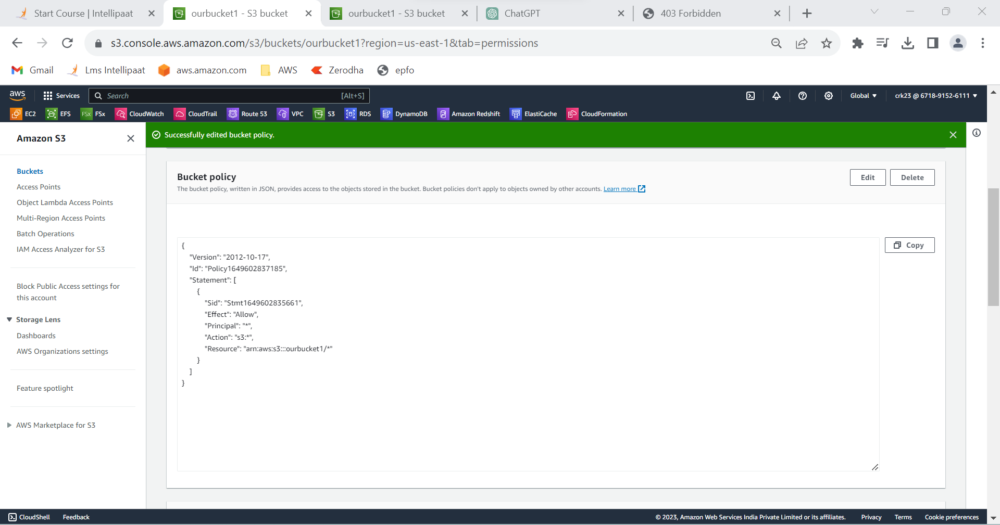 Start Course | Intellipaat
ourbucket1 - S3 bucket
ourbucket1 - S3 bucket
ChatGPT
403 Forbidden
s3.console.aws.amazon.com/s3/buckets/ourbucket1?region=us-east-1&tab=permissions
Gmail
Lms Intellipaat
aws.amazon.com
AWS
Zerodha
epfo
aws
Services
Search
[Alt+S]
Global
crk23 @ 6718-9152-6111
EC2
EFS
FSx
FSx
CloudWatch
CloudTrail
Route 53
VPC
S3
RDS
DynamoDB
Amazon Redshift
ElastiCache
CloudFormation
Amazon S3
Buckets
Access Points
Object Lambda Access Points
Multi-Region Access Points
Batch Operations
IAM Access Analyzer for S3
Block Public Access settings for
this account
Storage Lens
Dashboards
AWS Organizations settings
Feature spotlight
AWS Marketplace for S3
Successfully edited bucket policy.
Bucket policy
The bucket policy, written in JSON, provides access to the objects stored in the bucket. Bucket policies don't apply to objects owned by other accounts. Learn more
Edit
Delete
Copy
{
"Version": "2012-10-17",
"Id": "Policy1649602837185",
"Statement": [
{
"Sid": "Stmt1649602835661",
"Effect": "Allow",
"Principal": "*",
"Action": "s3:*",
"Resource": "arn:aws:s3:::ourbucket1/*"
}
]
}
CloudShell
Feedback
© 2023, Amazon Web Services India Private Limited or its affiliates.
Privacy
Terms
Cookie preferences